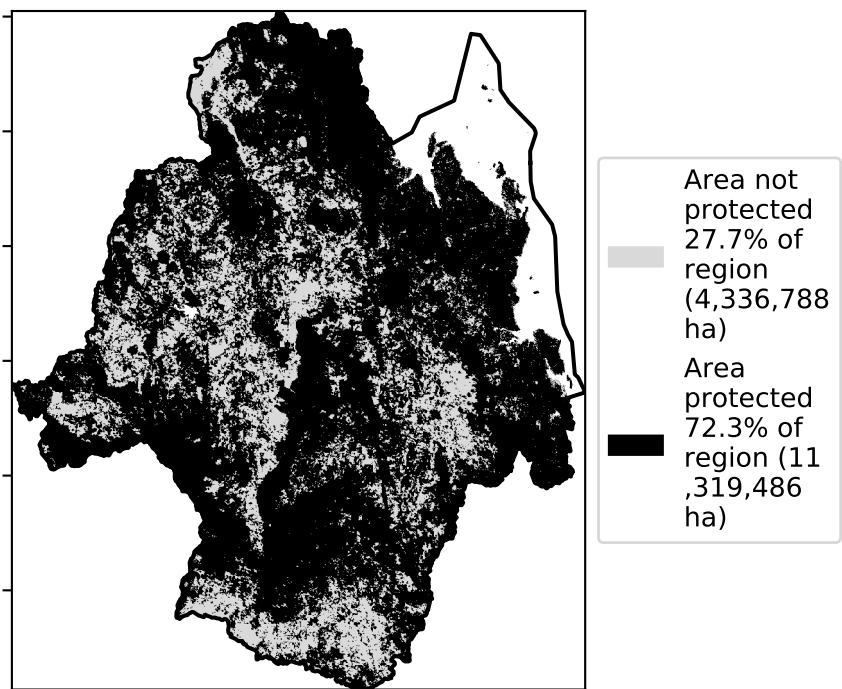 Area not
protected
27.7% of
region
(4,336,788
ha)
Area
protected
72.3% of
region (11
,319,486
ha)